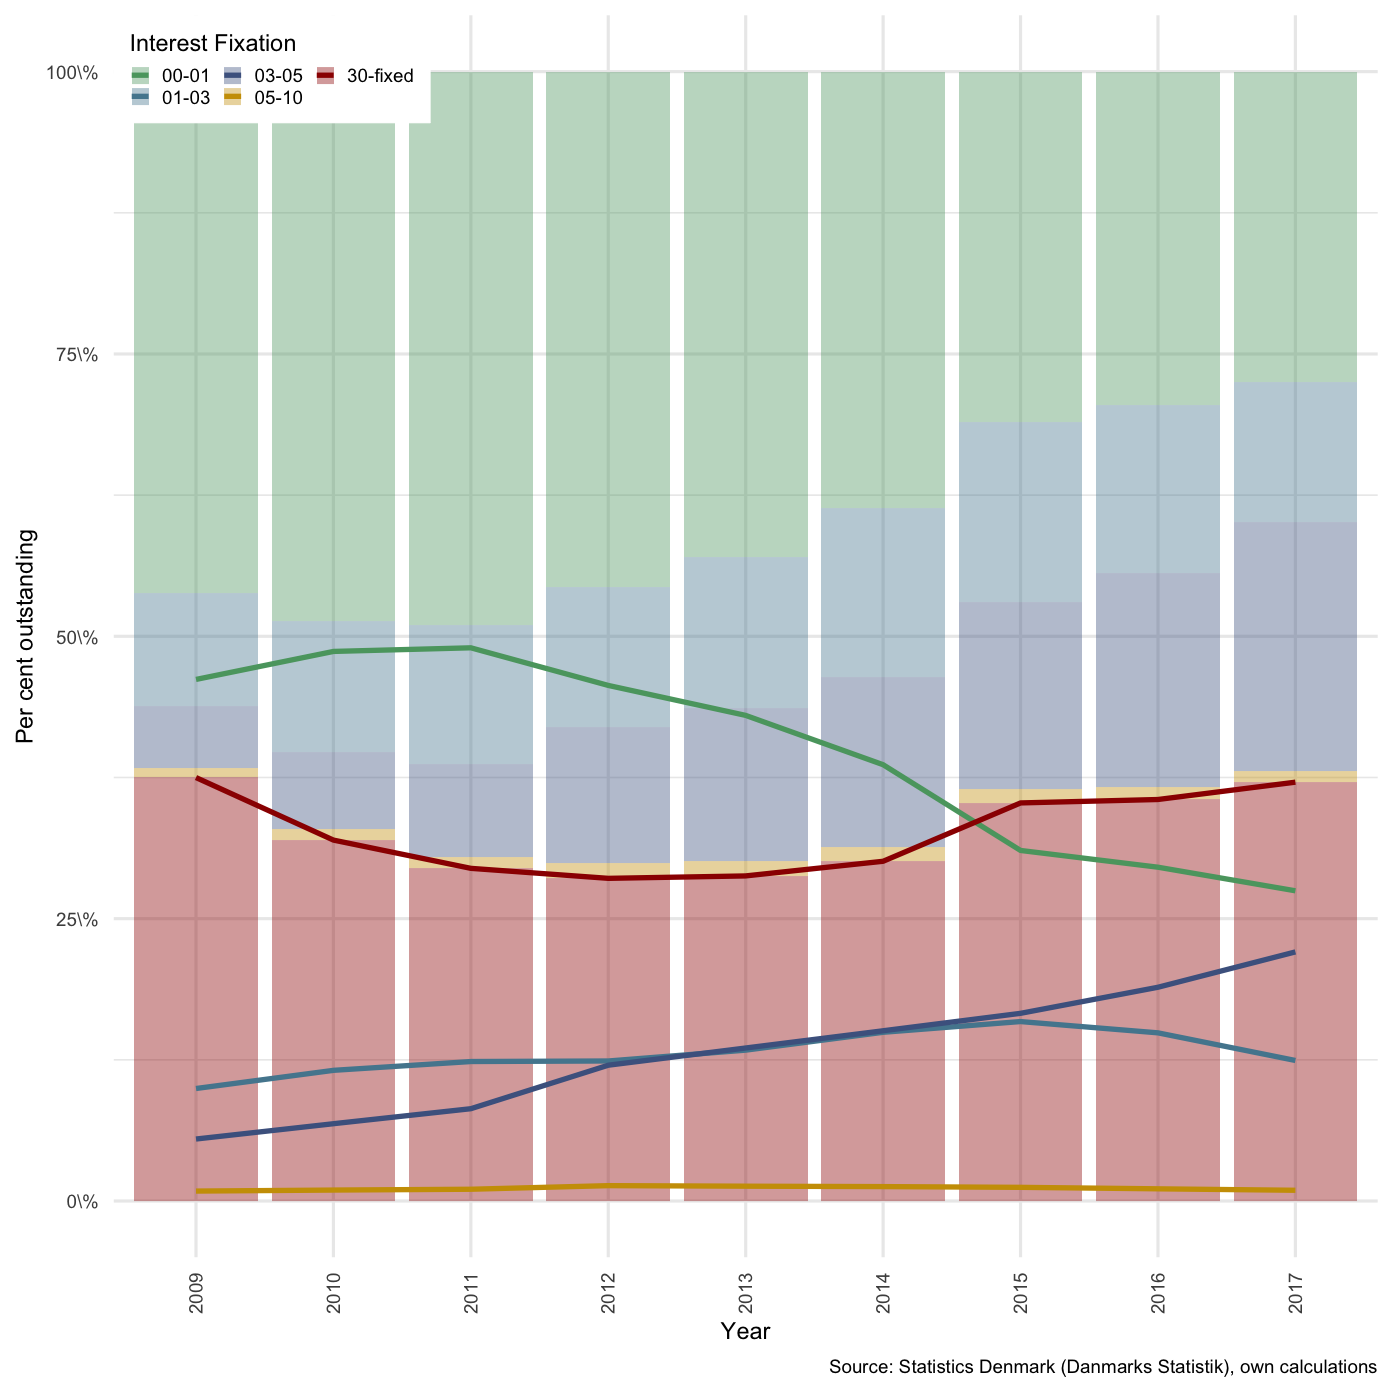 Interest Fixation
00-01 03-05 30-fixed
01-03 05-10
100\%
75\%
50\%
25\%
0\%
Per cent outstanding
2009 2010 2011 2012 2013 2014 2015 2016 2017
Year
Source: Statistics Denmark (Danmarks Statistik), own calculations